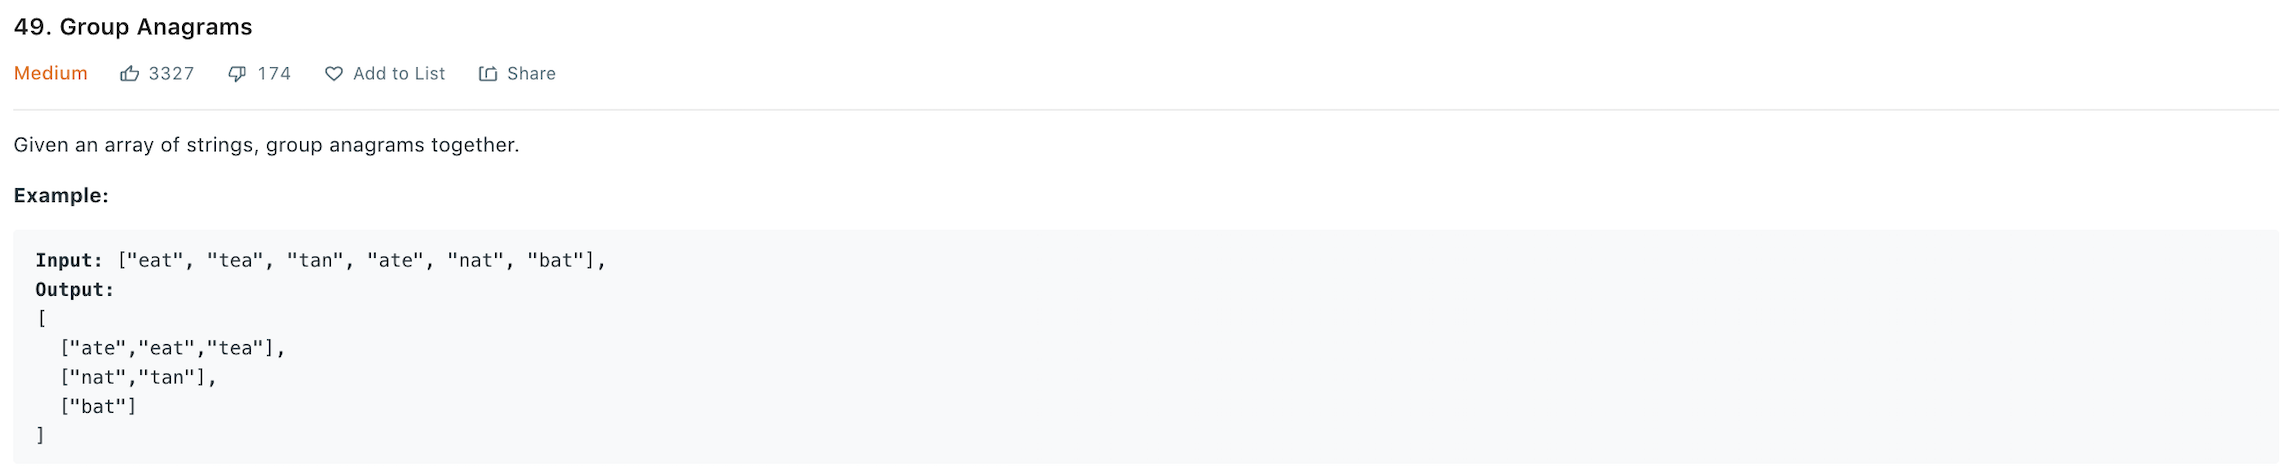 49. Group Anagrams
Medium 3327 174 Add to List Share
Given an array of strings, group anagrams together.
Example:
Input: ["eat", "tea", "tan", "ate", "nat", "bat"],
Output:
[
  ["ate","eat","tea"],
  ["nat","tan"],
  ["bat"]
]